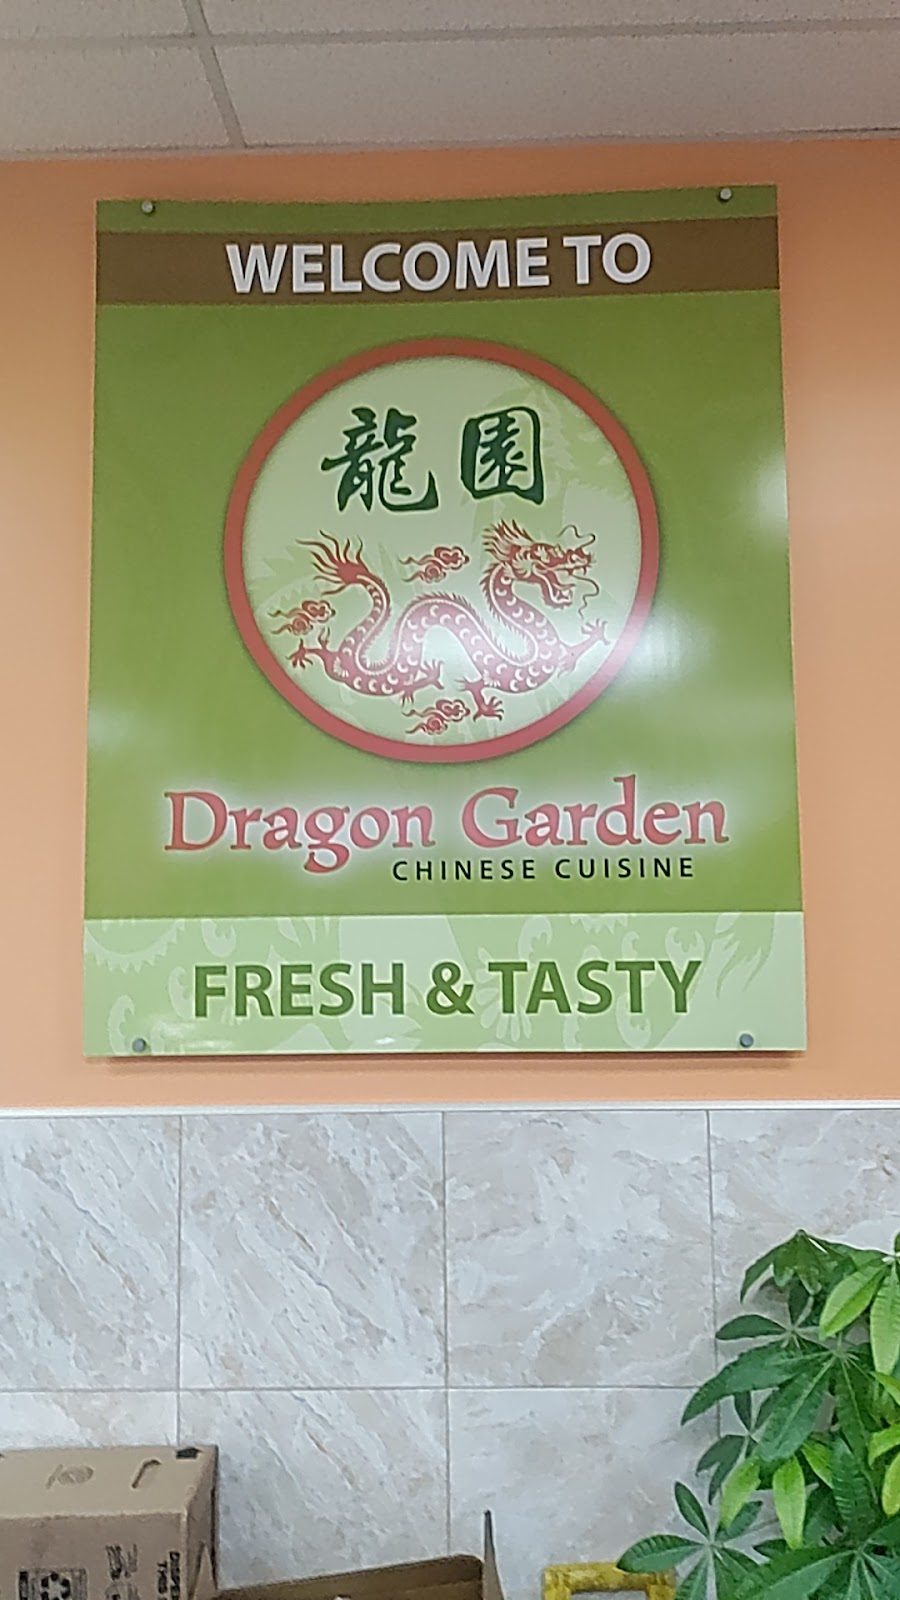 WELCOME TO
龍園
Dragon Garden
CHINESE CUISINE
FRESH & TASTY